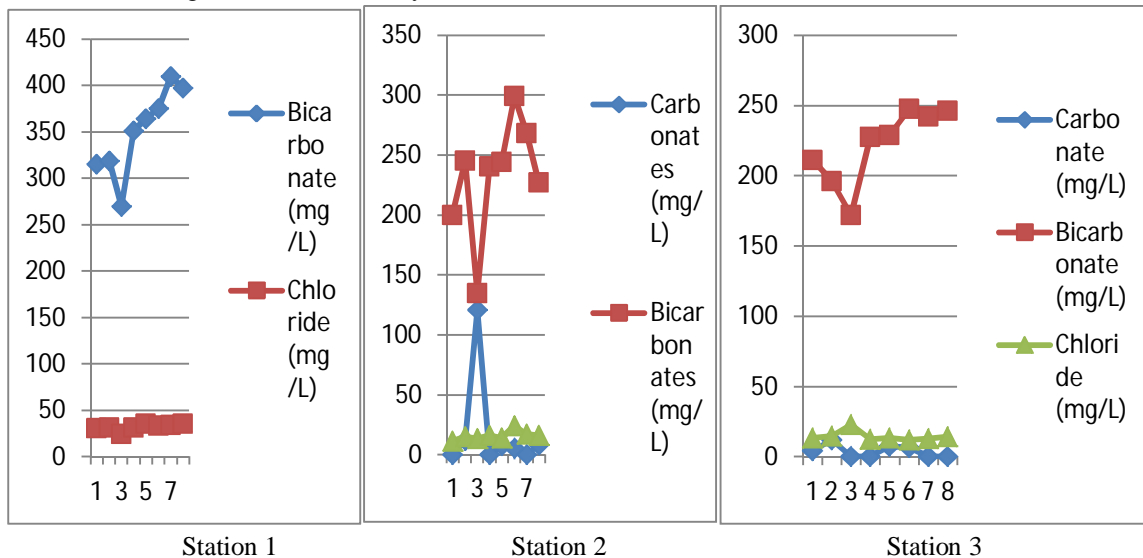 450
400
350
300
250
200
150
100
50
0
1 3 5 7
Bica
rbo
nate
(mg
/L)
Chlo
ride
(mg
/L)
350
300
250
200
150
100
50
0
1 3 5 7
Carb
onat
es
(mg/
L)
Bicar
bon
ates
(mg/
L)
300
250
200
150
100
50
0
1 2 3 4 5 6 7 8
Carbo
nate
(mg/L)
Bicarb
onate
(mg/L)
Chlori
de
(mg/L)
Station 1
Station 2
Station 3